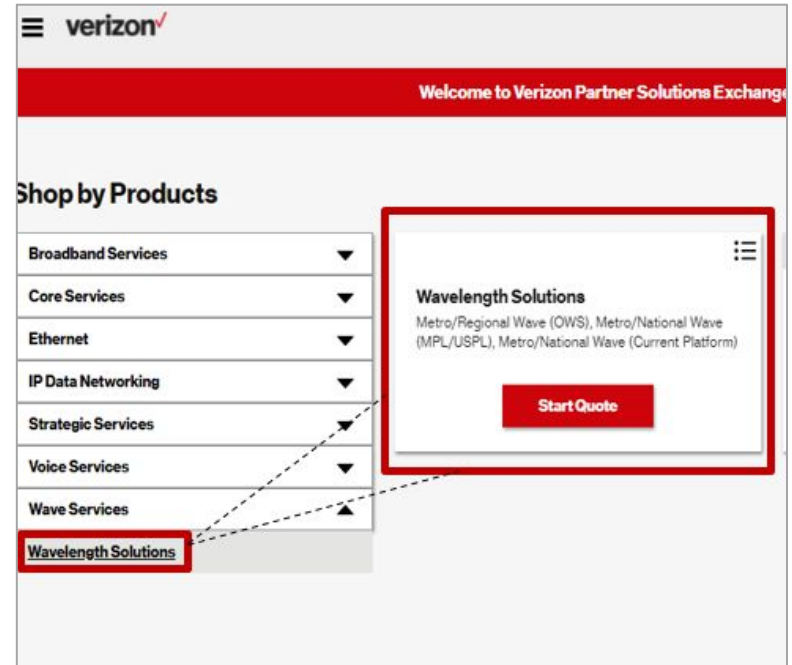 verizon
Welcome to Verizon Partner Solutions Exchange
Shop by Products
Broadband Services
Core Services
Ethernet
IP Data Networking
Strategic Services
Voice Services
Wave Services
Wavelength Solutions
Wavelength Solutions
Metro/Regional Wave (OWS), Metro/National Wave
(MPL/USPL), Metro/National Wave (Current Platform)
Start Quote